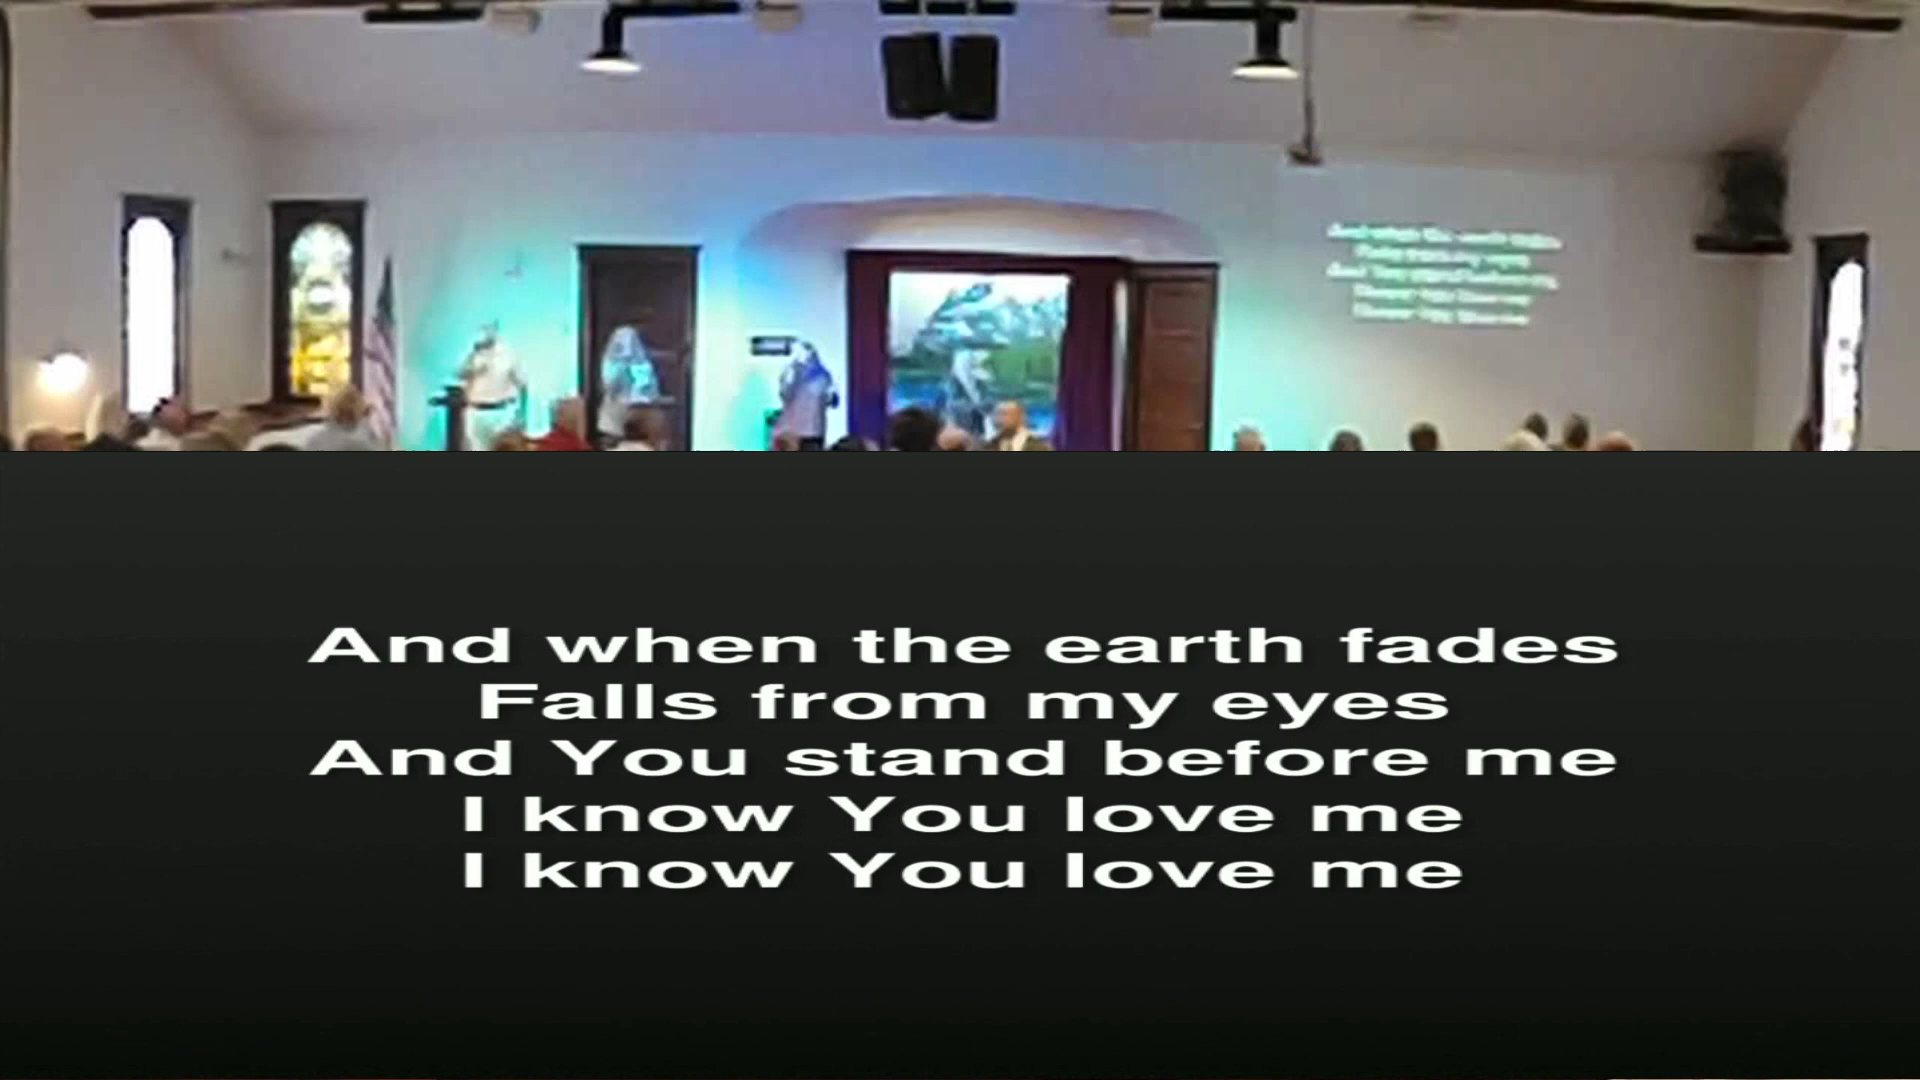 And when the earth fades
Falls from my eyes
And You stand before me
I know You love me
I know You love me